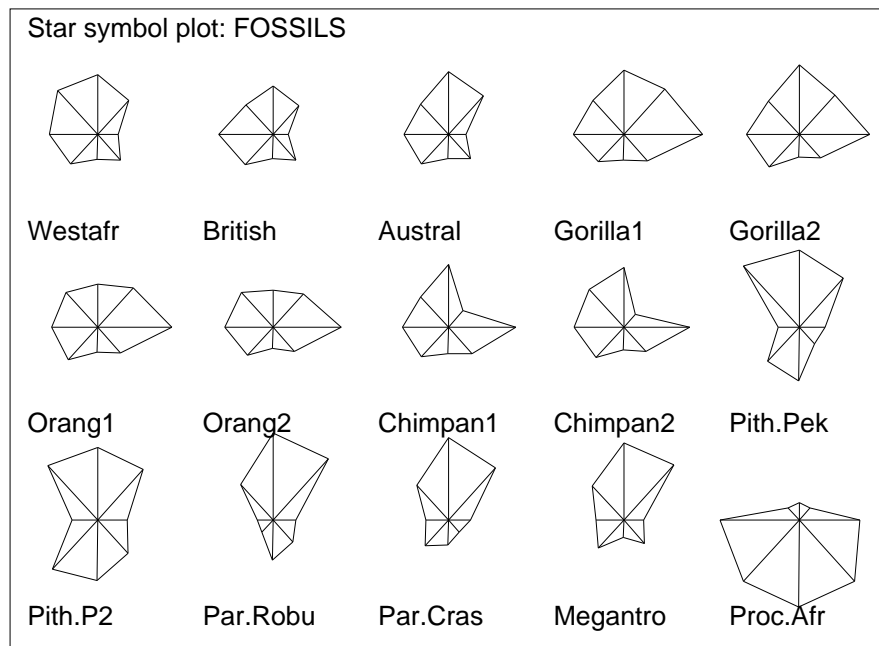 Star symbol plot: FOSSILS
Westafr British Austral Gorilla1 Gorilla2
Orang1 Orang2 Chimpan1 Chimpan2 Pith.Pek
Pith.P2 Par.Robu Par.Cras Megantro Proc.Afr